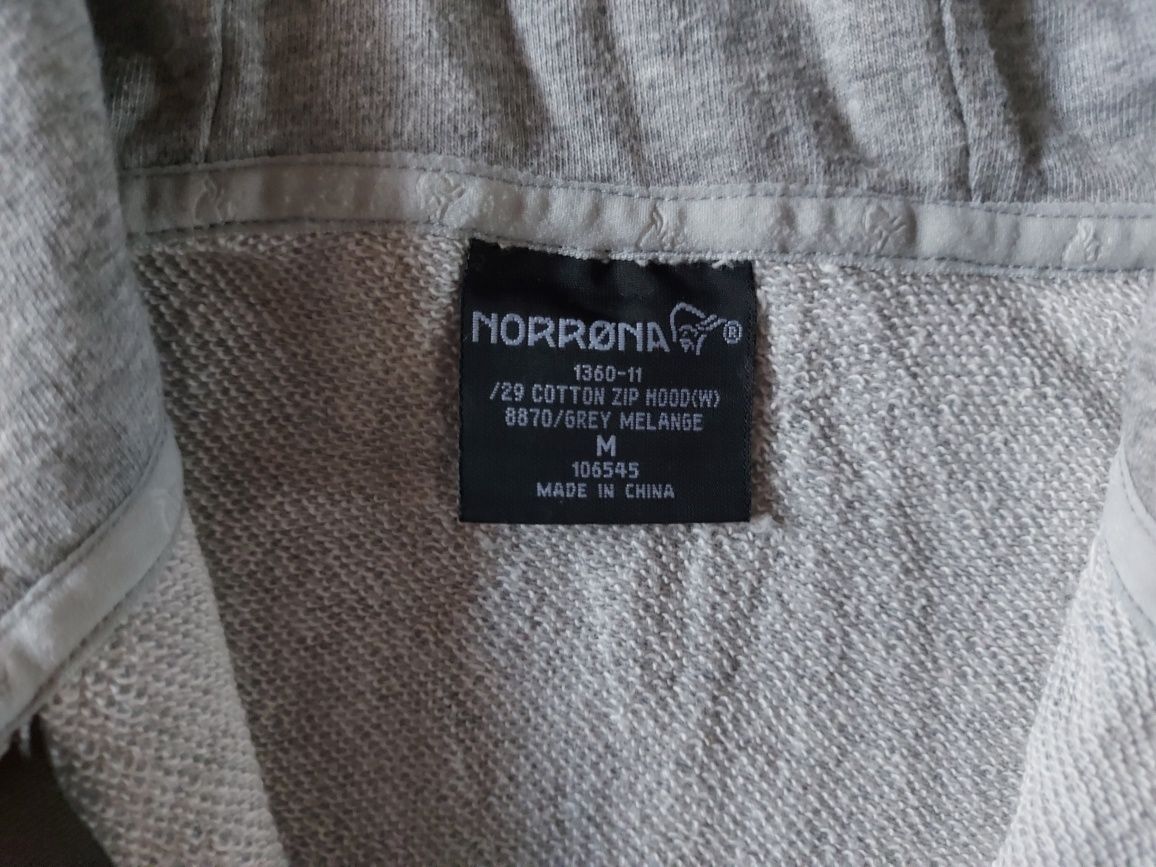 NORRØNA®
1360-11
/29 COTTON ZIP HOOD(W)
8870/GREY MELANGE
M
106545
MADE IN CHINA